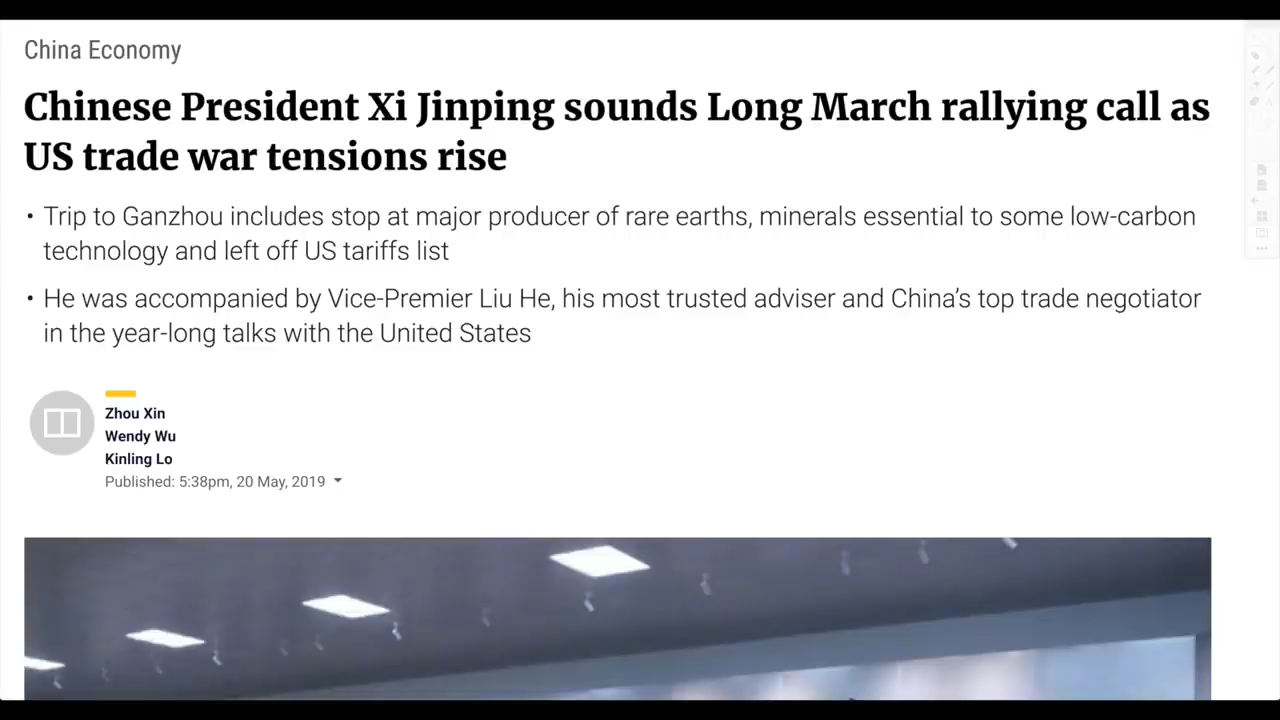 China Economy
Chinese President Xi Jinping sounds Long March rallying call as
US trade war tensions rise
• Trip to Ganzhou includes stop at major producer of rare earths, minerals essential to some low-carbon
technology and left off US tariffs list
• He was accompanied by Vice-Premier Liu He, his most trusted adviser and China’s top trade negotiator
in the year-long talks with the United States
Zhou Xin
Wendy Wu
Kinling Lo
Published: 5:38pm, 20 May, 2019